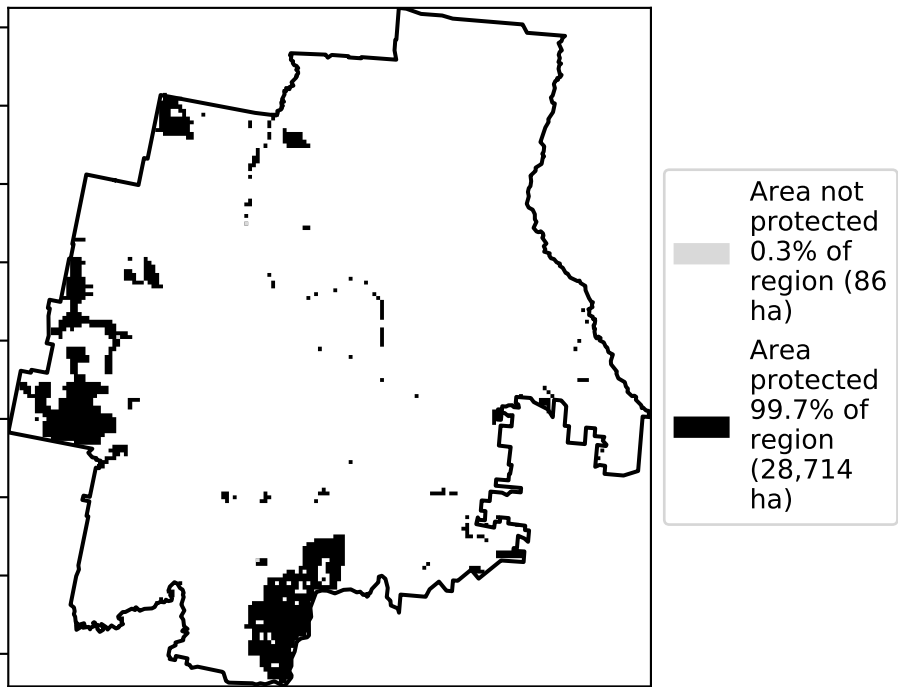 Area not
protected
0.3% of
region (86
ha)
Area
protected
99.7% of
region
(28,714
ha)